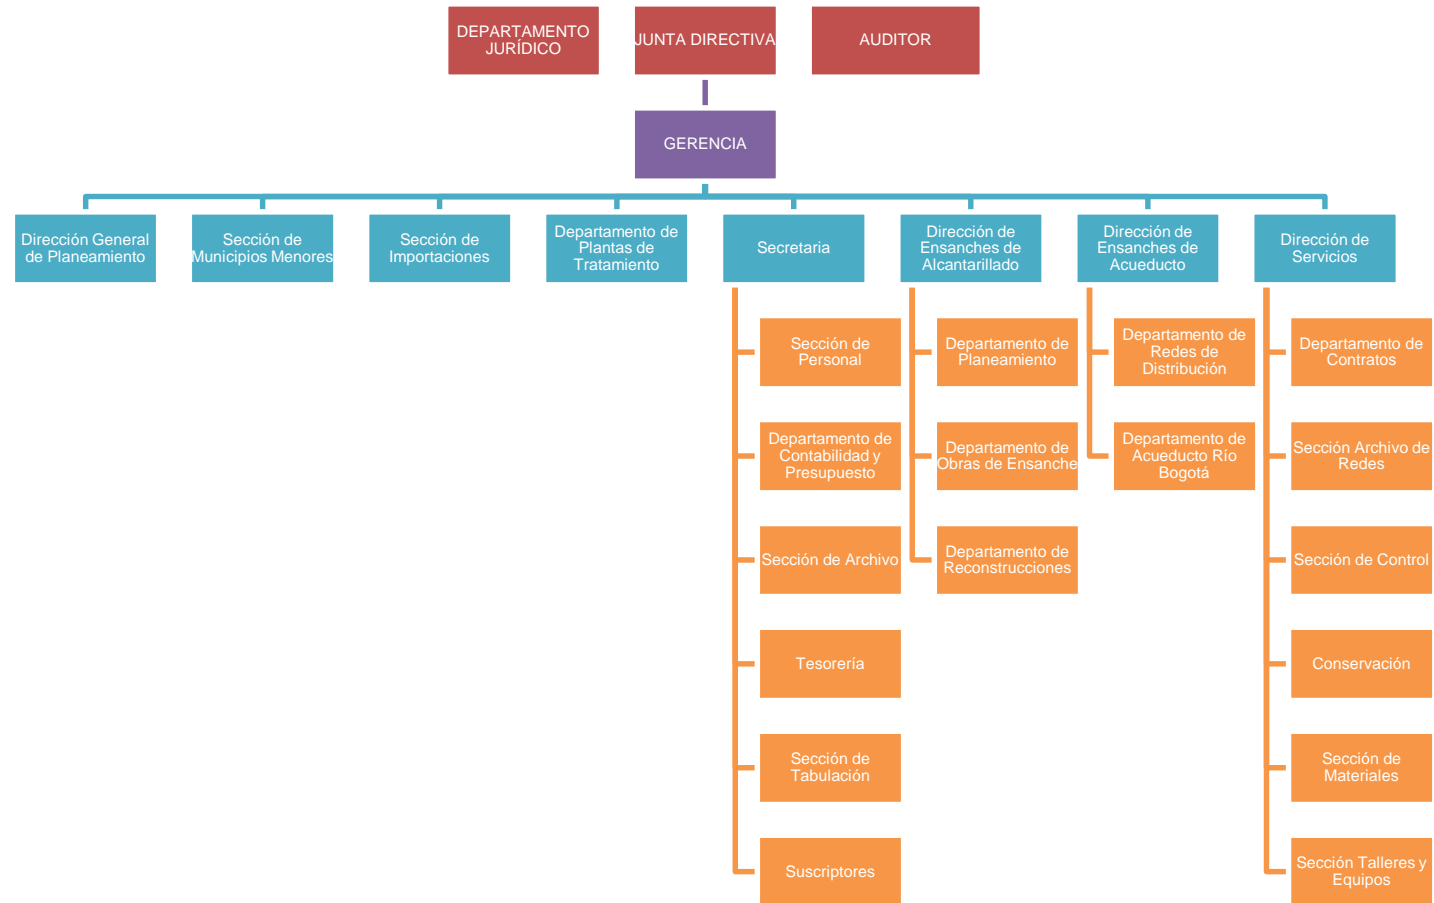 DEPARTAMENTO
JURÍDICO
JUNTA DIRECTIVA
AUDITOR
GERENCIA
Dirección General
de Planeamiento
Sección de
Municipios Menores
Sección de
Importaciones
Departamento de
Plantas de
Tratamiento
Secretaria
Dirección de
Ensanches de
Alcantarillado
Dirección de
Ensanches de
Acueducto
Dirección de
Servicios
Sección de
Personal
Departamento de
Contabilidad y
Presupuesto
Sección de Archivo
Tesorería
Sección de
Tabulación
Suscriptores
Departamento de
Planeamiento
Departamento de
Obras de Ensanche
Departamento de
Reconstrucciones
Departamento de
Redes de
Distribución
Departamento de
Acueducto Río
Bogotá
Departamento de
Contratos
Sección Archivo de
Redes
Sección de Control
Conservación
Sección de
Materiales
Sección Talleres y
Equipos